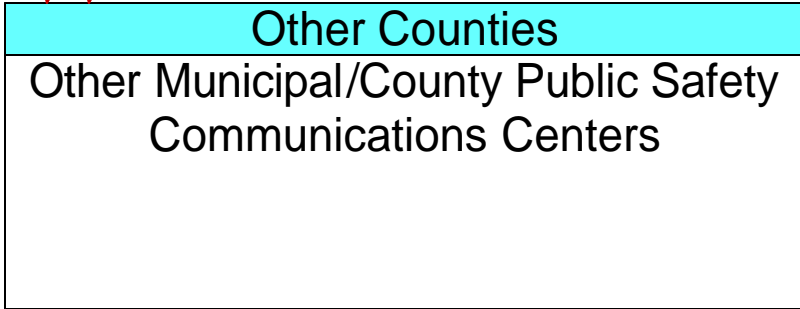 Other Counties
Other Municipal/County Public Safety
Communications Centers